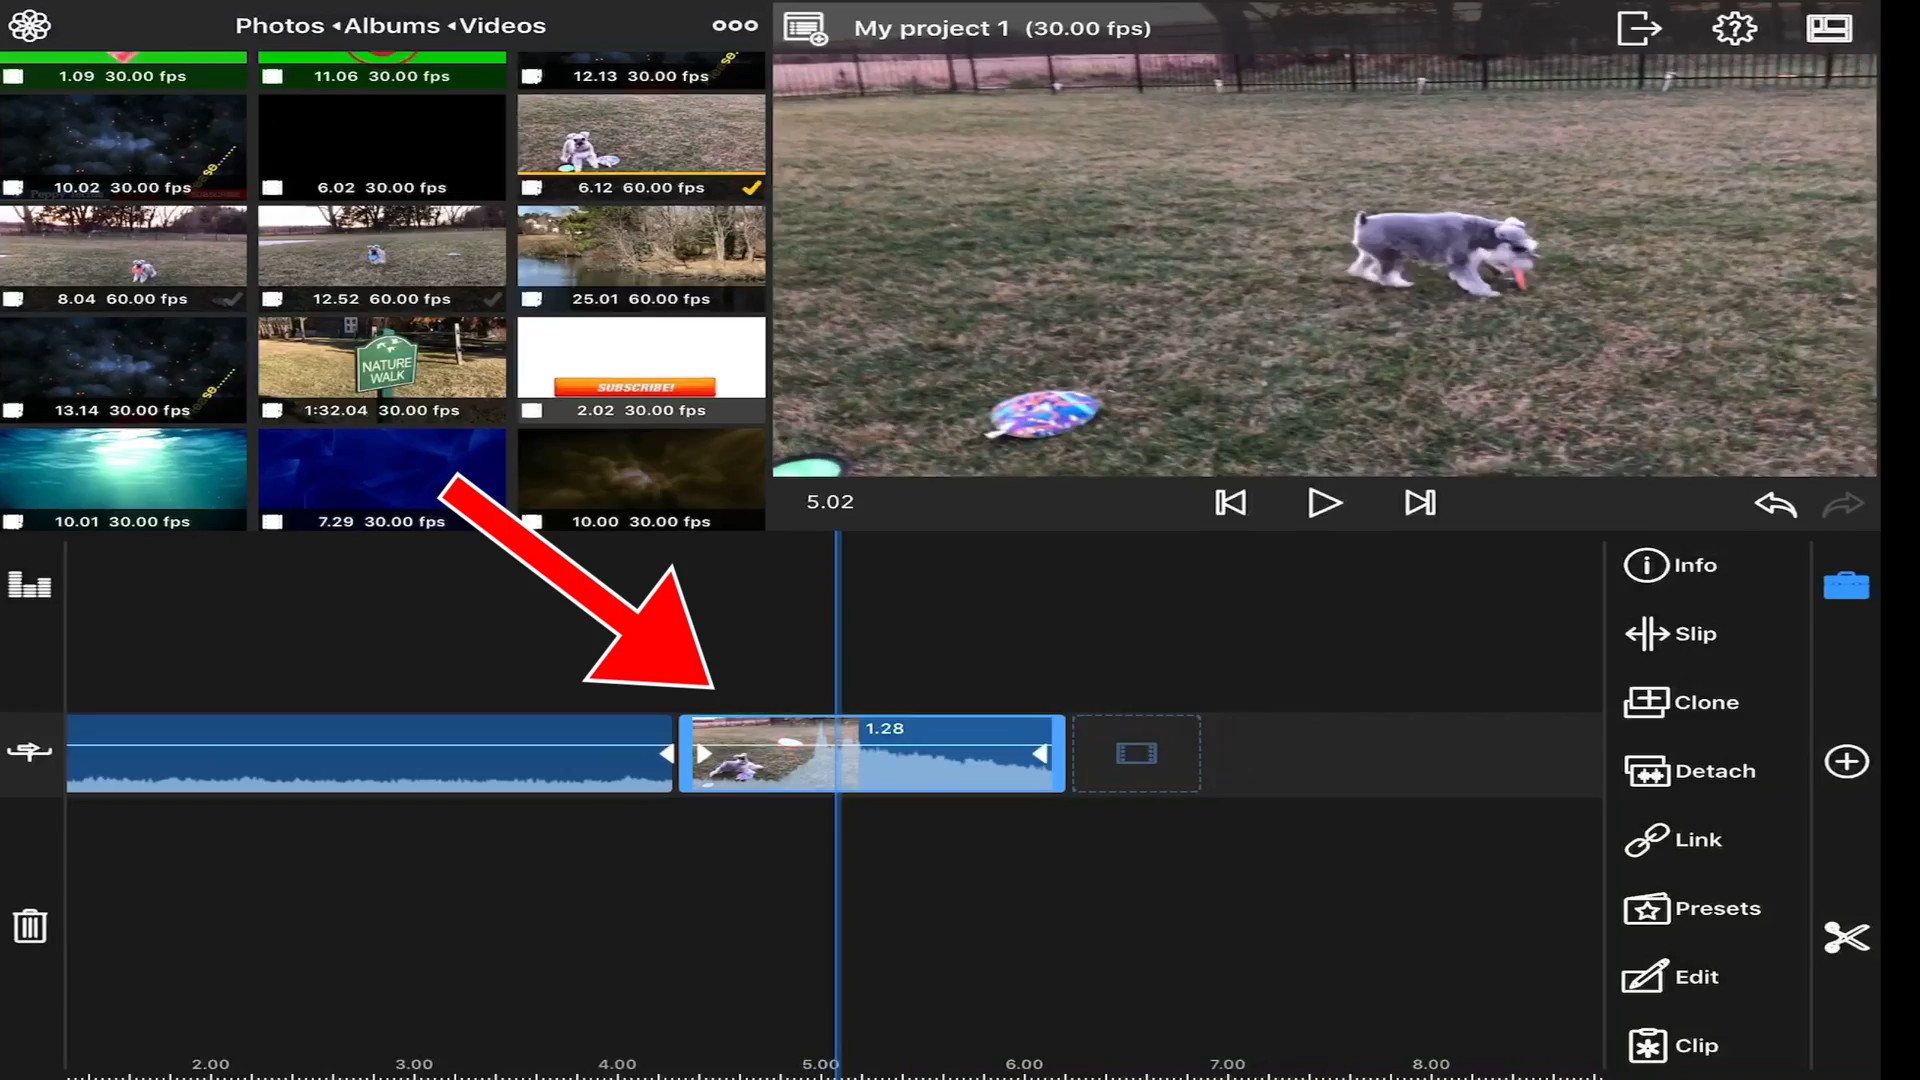 Photos Albums Videos
My project 1 (30.00 fps)
1.09 30.00 fps
11.06 30.00 fps
12.13 30.00 fps
10.02 30.00 fps
6.02 30.00 fps
6.12 60.00 fps
8.04 60.00 fps
12.52 60.00 fps
25.01 60.00 fps
NATURE
WALK
SUBSCRIBE!
13.14 30.00 fps
1:32.04 30.00 fps
2.02 30.00 fps
10.01 30.00 fps
7.29 30.00 fps
10.00 30.00 fps
5.02
Info
Slip
Clone
1.28
Detach
Link
Presets
Edit
Clip
2.00 3.00 4.00 5.00 6.00 7.00 8.00